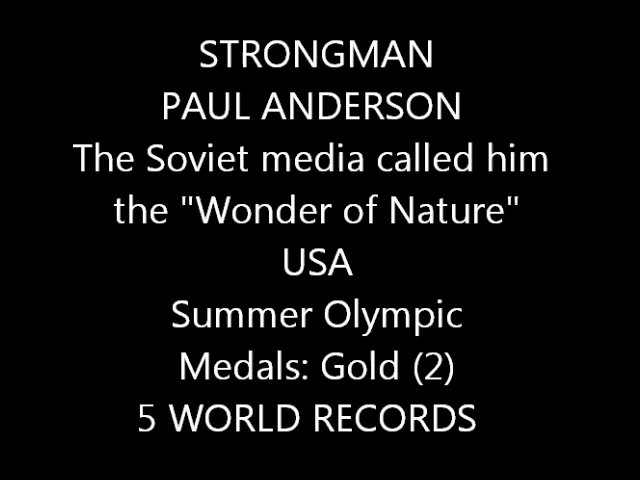 STRONGMAN
PAUL ANDERSON
The Soviet media called him
the "Wonder of Nature"
USA
Summer Olympic
Medals: Gold (2)
5 WORLD RECORDS